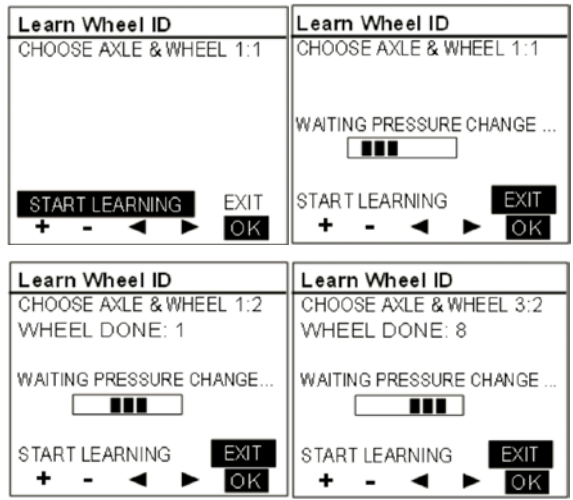 Learn Wheel ID
CHOOSE AXLE & WHEEL 1:1
START LEARNING EXIT
+ - ◀ ▶ OK
Learn Wheel ID
CHOOSE AXLE & WHEEL 1:1
WAITING PRESSURE CHANGE ...
START LEARNING EXIT
+ - ◀ ▶ OK
Learn Wheel ID
CHOOSE AXLE & WHEEL 1:2
WHEEL DONE: 1
WAITING PRESSURE CHANGE...
START LEARNING EXIT
+ - ◀ ▶ OK
Learn Wheel ID
CHOOSE AXLE & WHEEL 3:2
WHEEL DONE: 8
WAITING PRESSURE CHANGE ...
START LEARNING EXIT
+ - ◀ ▶ OK